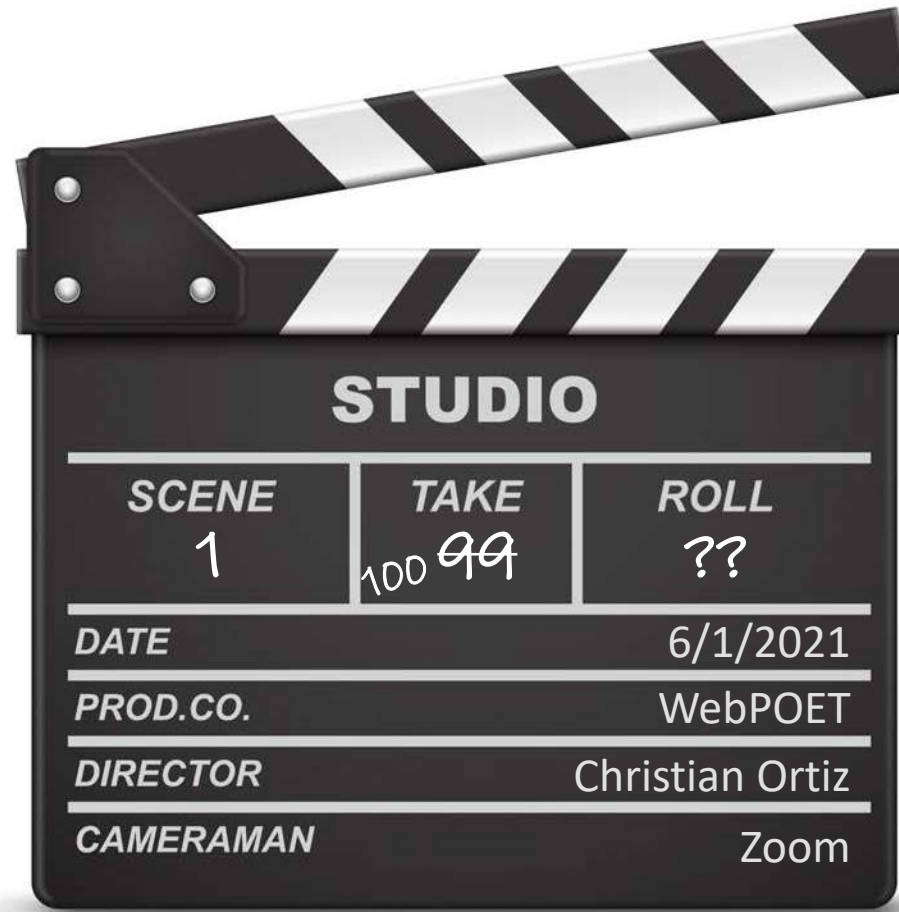 STUDIO
SCENE TAKE ROLL
1 100 99 ??
DATE 6/1/2021
PROD.CO. WebPOET
DIRECTOR Christian Ortiz
CAMERAMAN Zoom